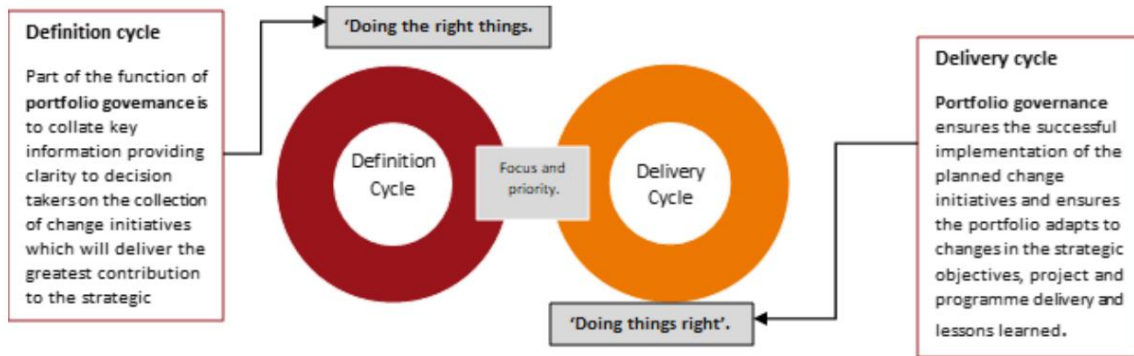 Definition cycle
Part of the function of
portfolio governance is
to collate key
information providing
clarity to decision
takers on the collection
of change initiatives
which will deliver the
greatest contribution
to the strategic
'Doing the right things.
Definition
Cycle
Focus and
priority.
Delivery
Cycle
'Doing things right'.
Delivery cycle
Portfolio governance
ensures the successful
implementation of the
planned change
initiatives and ensures
the portfolio adapts to
changes in the strategic
objectives, project and
programme delivery and
lessons learned.